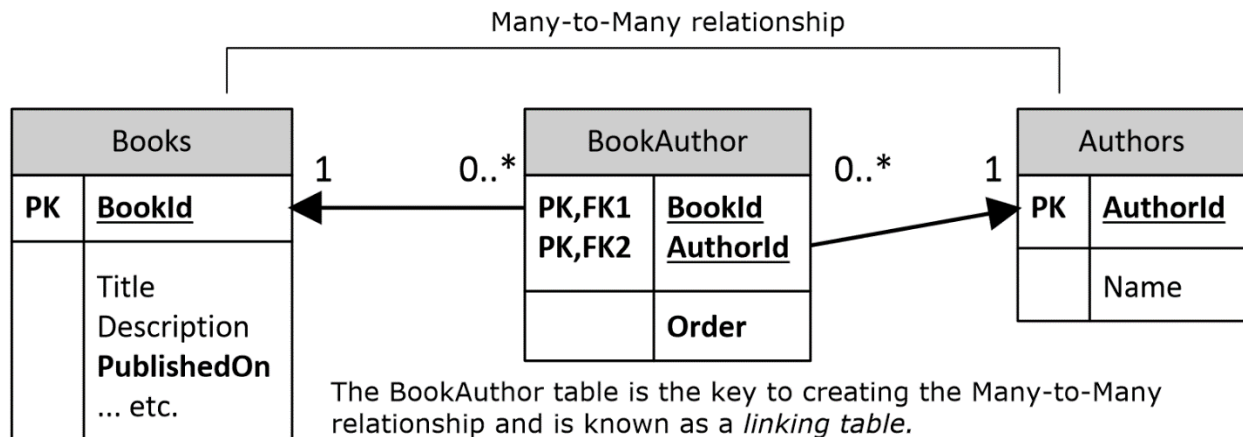 Many-to-Many relationship
Books
PK BookId
Title
Description
PublishedOn
... etc.
1
0..*
BookAuthor
PK,FK1 BookId
PK,FK2 AuthorId
Order
0..*
1
Authors
PK AuthorId
Name
The BookAuthor table is the key to creating the Many-to-Many
relationship and is known as a linking table.